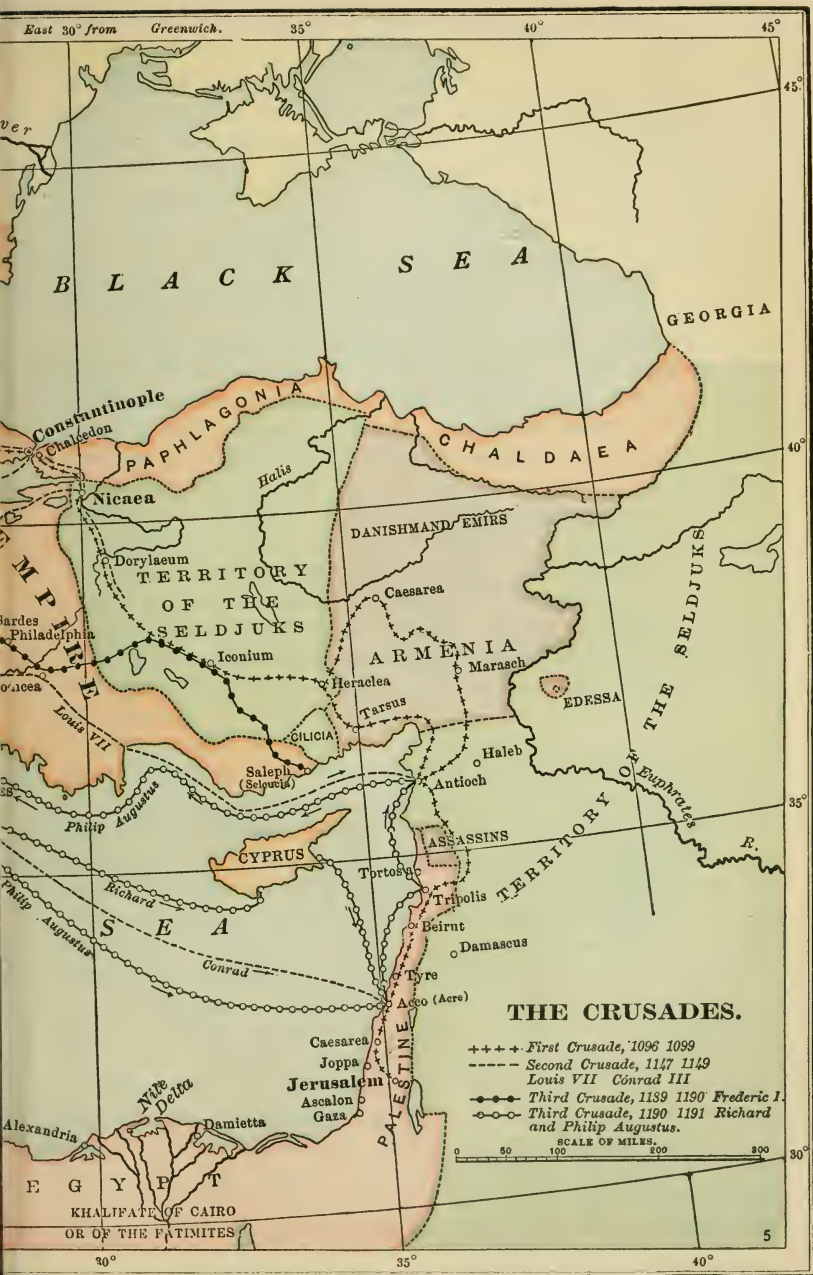 East 30° from Greenwich.
35°
40°
45°
45°
ver
BLACK SEA
GEORGIA
Constantinople
Chalcedon
PAPHLAGONIA
CHALDAEA
40°
Halis
Nicaea
DANISHMAND EMIRS
EMPIRE
Dorylaeum
TERRITORY
OF THE
SELDJUKS
Caesarea
TERRITORY OF THE SELDJUKS
Sardes
Philadelphia
ARMENIA
Iconium
Marasch
Heraclea
EDESSA
Louis VII
Tarsus
CILICIA
Haleb
Saleph
(Seleucia)
Antioch
Euphrates
R.
35°
ES
Philip Augustus
ASSASSINS
CYPRUS
Tortosa
Richard
Tripolis
SEA
Beirut
Philip Augustus
Damascus
Conrad
Tyre
Acco (Acre)
THE CRUSADES.
Caesarea
First Crusade, 1096 1099
Joppa
Second Crusade, 1147 1149
Louis VII Conrad III
Jerusalem
PALESTINE
Third Crusade, 1189 1190 Frederic I.
Ascalon
Third Crusade, 1190 1191 Richard
and Philip Augustus.
Gaza
SCALE OF MILES.
0 50 100 200 300
Nile
Delta
Alexandria
Damietta
30°
EGYPT
KHALIFATE OF CAIRO
OR OF THE FATIMITES
5
30°
35°
40°